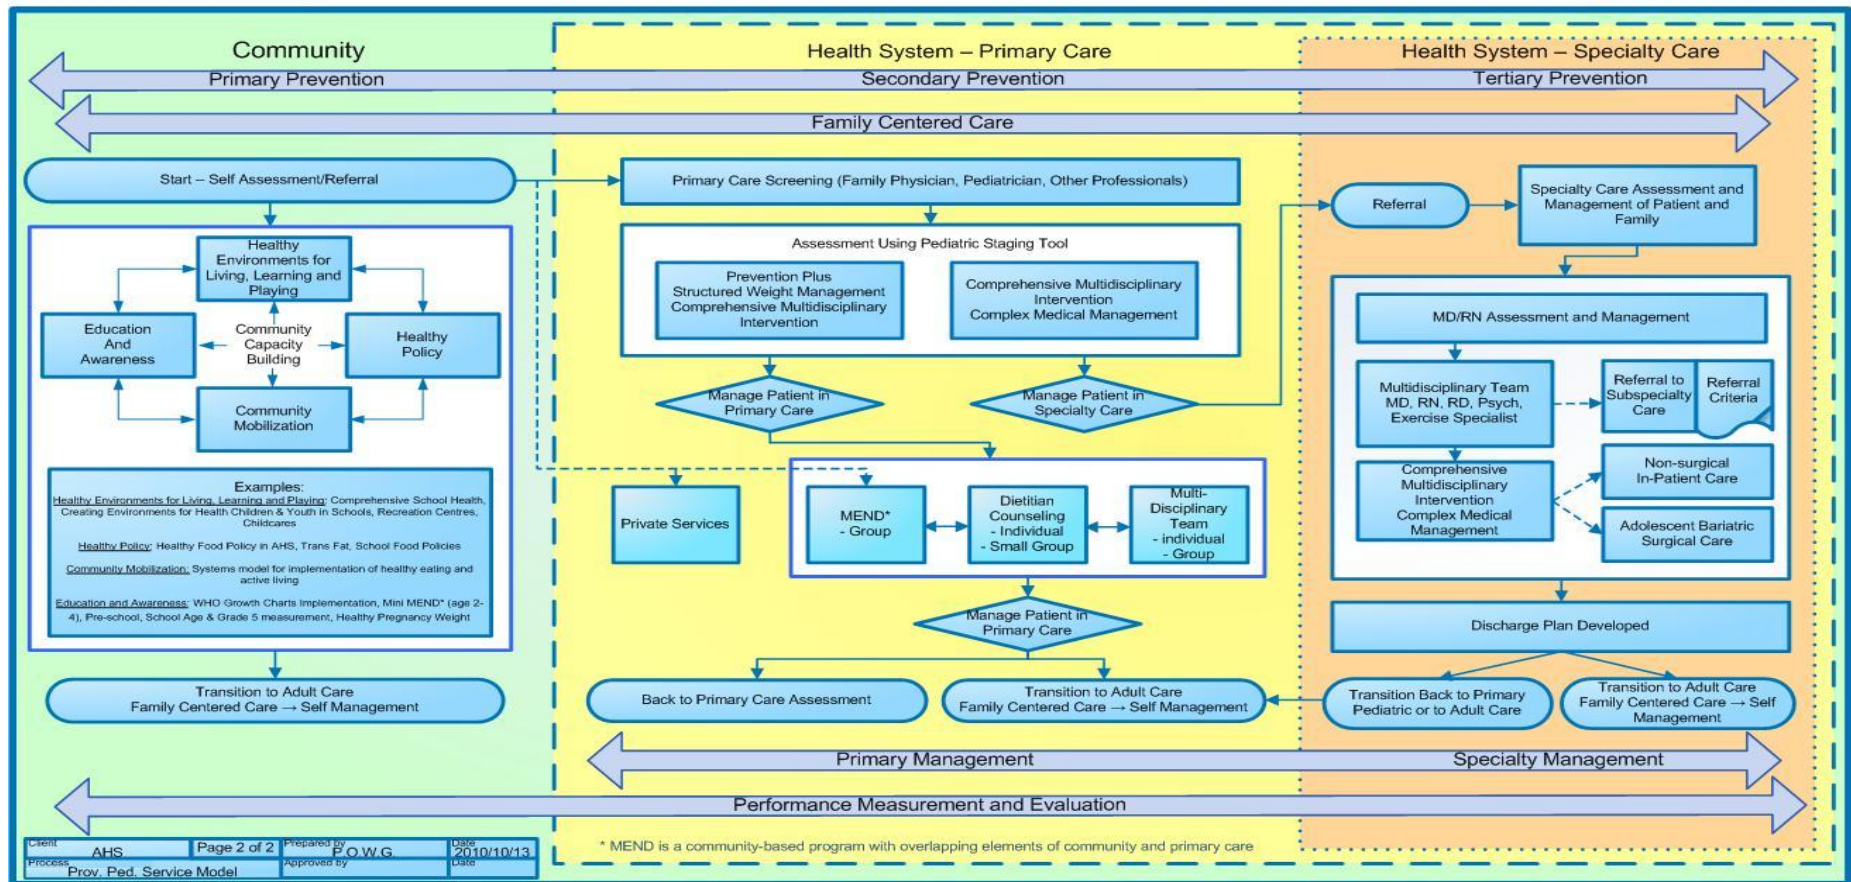 Community
Health System – Primary Care
Health System – Specialty Care
Primary Prevention
Secondary Prevention
Tertiary Prevention
Family Centered Care
Start – Self Assessment/Referral
Healthy
Environments for
Living, Learning and
Playing
Education
And
Awareness
Community
Capacity
Building
Healthy
Policy
Community
Mobilization
Examples:
Healthy Environments for Living, Learning and Playing: Comprehensive School Health,
Creating Environments for Health Children & Youth in Schools, Recreation Centres,
Childcares
Healthy Policy: Healthy Food Policy in AHS, Trans Fat, School Food Policies
Community Mobilization: Systems model for implementation of healthy eating and
active living
Education and Awareness: WHO Growth Charts Implementation, Mini MEND* (age 2-
4), Pre-school, School Age & Grade 5 measurement, Healthy Pregnancy Weight
Transition to Adult Care
Family Centered Care → Self Management
Primary Care Screening (Family Physician, Pediatrician, Other Professionals)
Assessment Using Pediatric Staging Tool
Prevention Plus
Structured Weight Management
Comprehensive Multidisciplinary
Intervention
Comprehensive Multidisciplinary
Intervention
Complex Medical Management
Manage Patient in
Primary Care
Manage Patient in
Specialty Care
Private Services
MEND*
- Group
Dietitian
Counseling
- Individual
- Small Group
Multi-
Disciplinary
Team
- individual
- Group
Manage Patient in
Primary Care
Back to Primary Care Assessment
Transition to Adult Care
Family Centered Care → Self Management
Referral
Specialty Care Assessment and
Management of Patient and
Family
MD/RN Assessment and Management
Multidisciplinary Team
MD, RN, RD, Psych,
Exercise Specialist
Referral to
Subspecialty
Care
Referral
Criteria
Comprehensive
Multidisciplinary
Intervention
Complex Medical
Management
Non-surgical
In-Patient Care
Adolescent Bariatric
Surgical Care
Discharge Plan Developed
Transition Back to Primary
Pediatric or to Adult Care
Transition to Adult Care
Family Centered Care → Self
Management
Primary Management
Specialty Management
Performance Measurement and Evaluation
Client
AHS
Page 2 of 2
Prepared by
P.O.W.G.
Date
2010/10/13
Process
Prov. Ped. Service Model
Approved by
Date
* MEND is a community-based program with overlapping elements of community and primary care